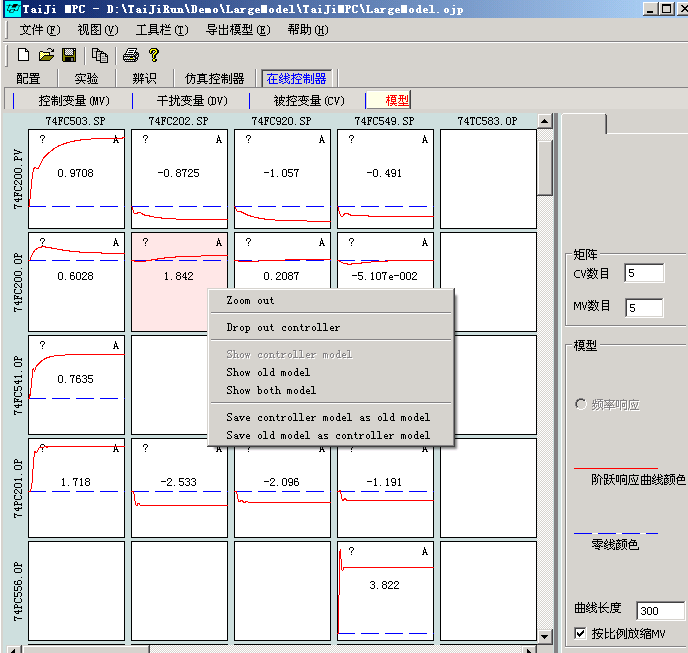 TaiJi MPC - D:\TaiJiRun\Demo\LargeModel\TaiJiMPC\LargeModel.ojp
文件(F) 视图(V) 工具栏(T) 导出模型(E) 帮助(H)
配置 实验 辨识 仿真控制器 在线控制器
控制变量(MV) 干扰变量(DV) 被控变量(CV) 模型
74FC503.SP 74FC202.SP 74FC920.SP 74FC549.SP 74TC583.OP
74FC200.PV
? A ? A ? A ? A
0.9708 -0.8725 -1.057 -0.491
74FC200.OP
? A ? A ? A ? A
0.6028 1.842 0.2087 -5.107e-002
Zoom out
Drop out controller
Show controller model
Show old model
Show both model
Save controller model as old model
Save old model as controller model
74FC541.OP
? A
0.7635
74PC201.OP
? A ? A ? A ? A
1.718 -2.533 -2.096 -1.191
74PC556.OP
? A
3.822
矩阵
CV数目 5
MV数目 5
模型
频率响应
阶跃响应曲线颜色
零线颜色
曲线长度 300
按比例放缩MV